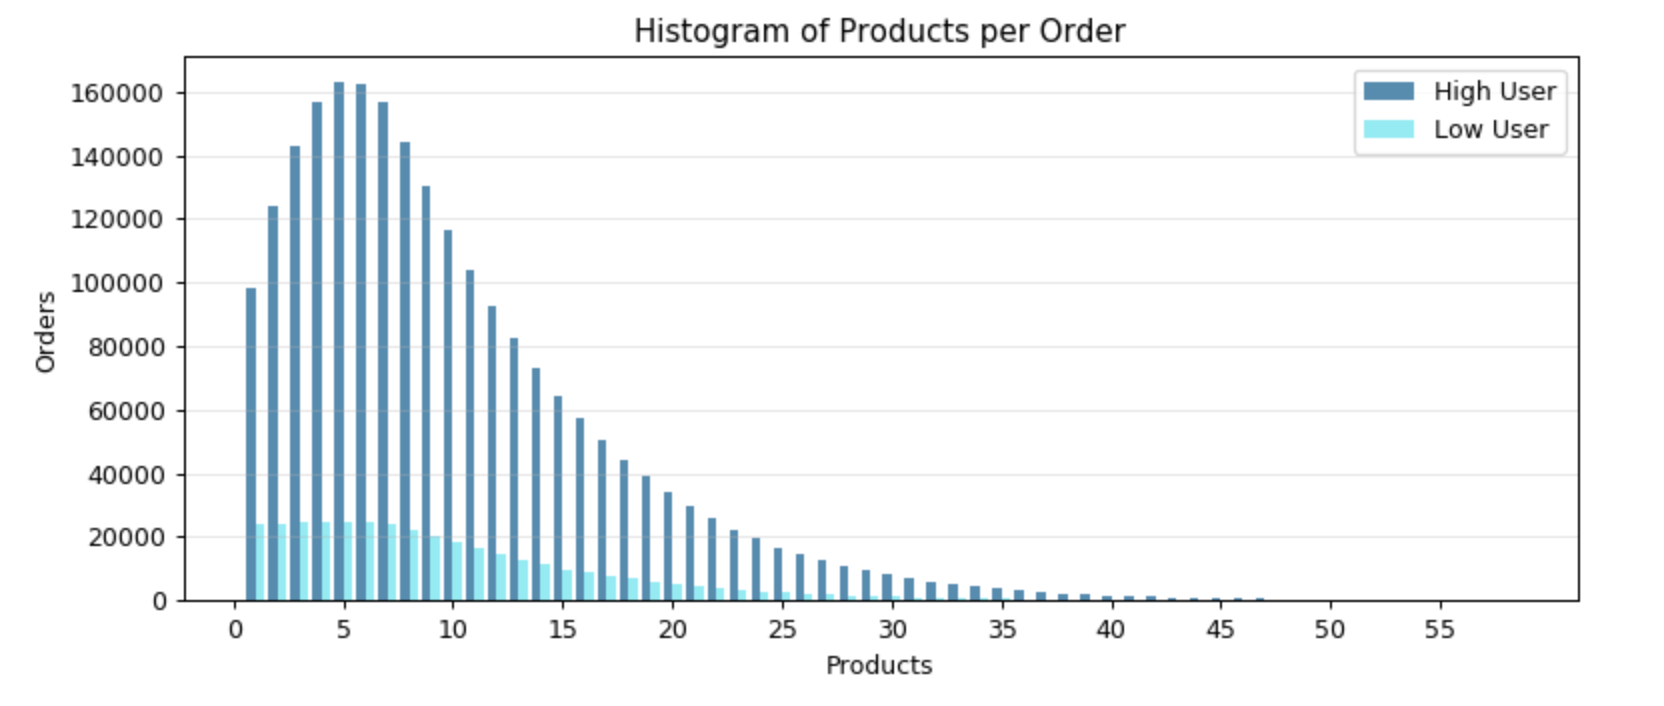 Histogram of Products per Order
High User
Low User
160000
140000
120000
100000
80000
60000
40000
20000
0
Orders
0 5 10 15 20 25 30 35 40 45 50 55
Products